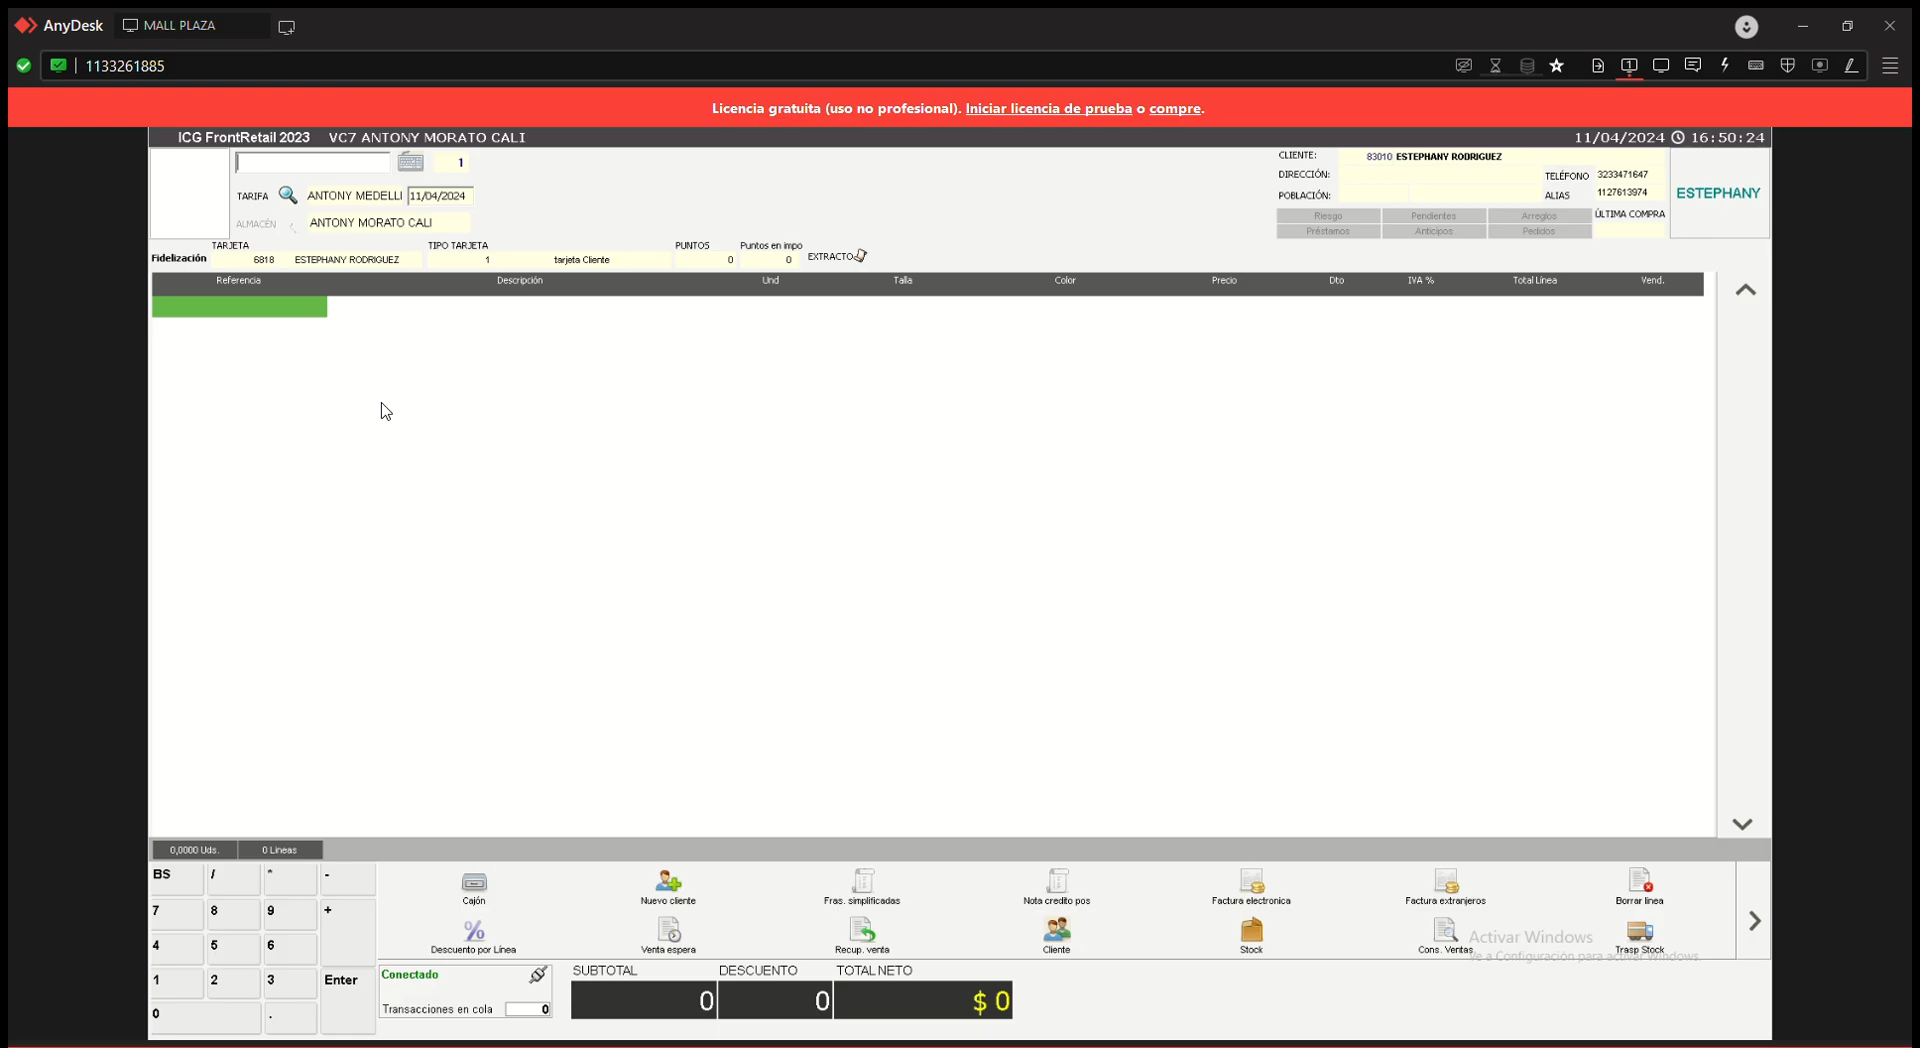 AnyDesk MALL PLAZA
1133261885
Licencia gratuita (uso no profesional). Iniciar licencia de prueba o compre.
ICG FrontRetail 2023 VC7 ANTONY MORATO CALI 11/04/2024 16:50:24
1
TARIFA ANTONY MEDELLI 11/04/2024
ALMACÉN ANTONY MORATO CALI
CLIENTE: 83010 ESTEPHANY RODRIGUEZ
DIRECCIÓN: TELÉFONO 3233471647
POBLACIÓN: ALIAS 1127613974
Riesgo Pendientes Arreglos ÚLTIMA COMPRA
Préstamos Anticipos Pedidos
ESTEPHANY
TARJETA TIPO TARJETA PUNTOS Puntos en impo
Fidelización 6818 ESTEPHANY RODRIGUEZ 1 tarjeta Cliente 0 0 EXTRACTO
Referencia Descripción Und Talla Color Precio Dto IVA % Total Línea Vend.
0,0000 Uds. 0 Lineas
BS / * -
7 8 9 +
4 5 6
1 2 3 Enter
0 .
Cajón Nuevo cliente Fras. simplificadas Nota credito pos Factura electronica Factura extranjeros Borrar linea
Descuento por Línea Venta espera Recup. venta Cliente Stock Cons. Ventas Trasp Stock
Activar Windows
Ve a Configuración para activar Windows.
Conectado
Transacciones en cola 0
SUBTOTAL DESCUENTO TOTAL NETO
0 0 $ 0